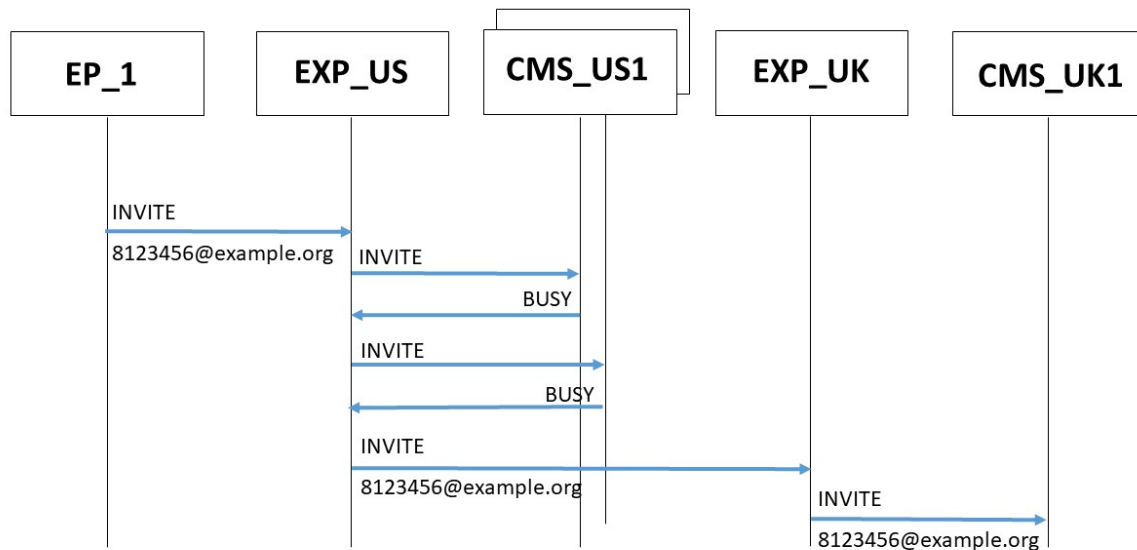 EP_1
EXP_US
CMS_US1
EXP_UK
CMS_UK1
INVITE
8123456@example.org
INVITE
BUSY
INVITE
BUSY
INVITE
8123456@example.org
INVITE
8123456@example.org